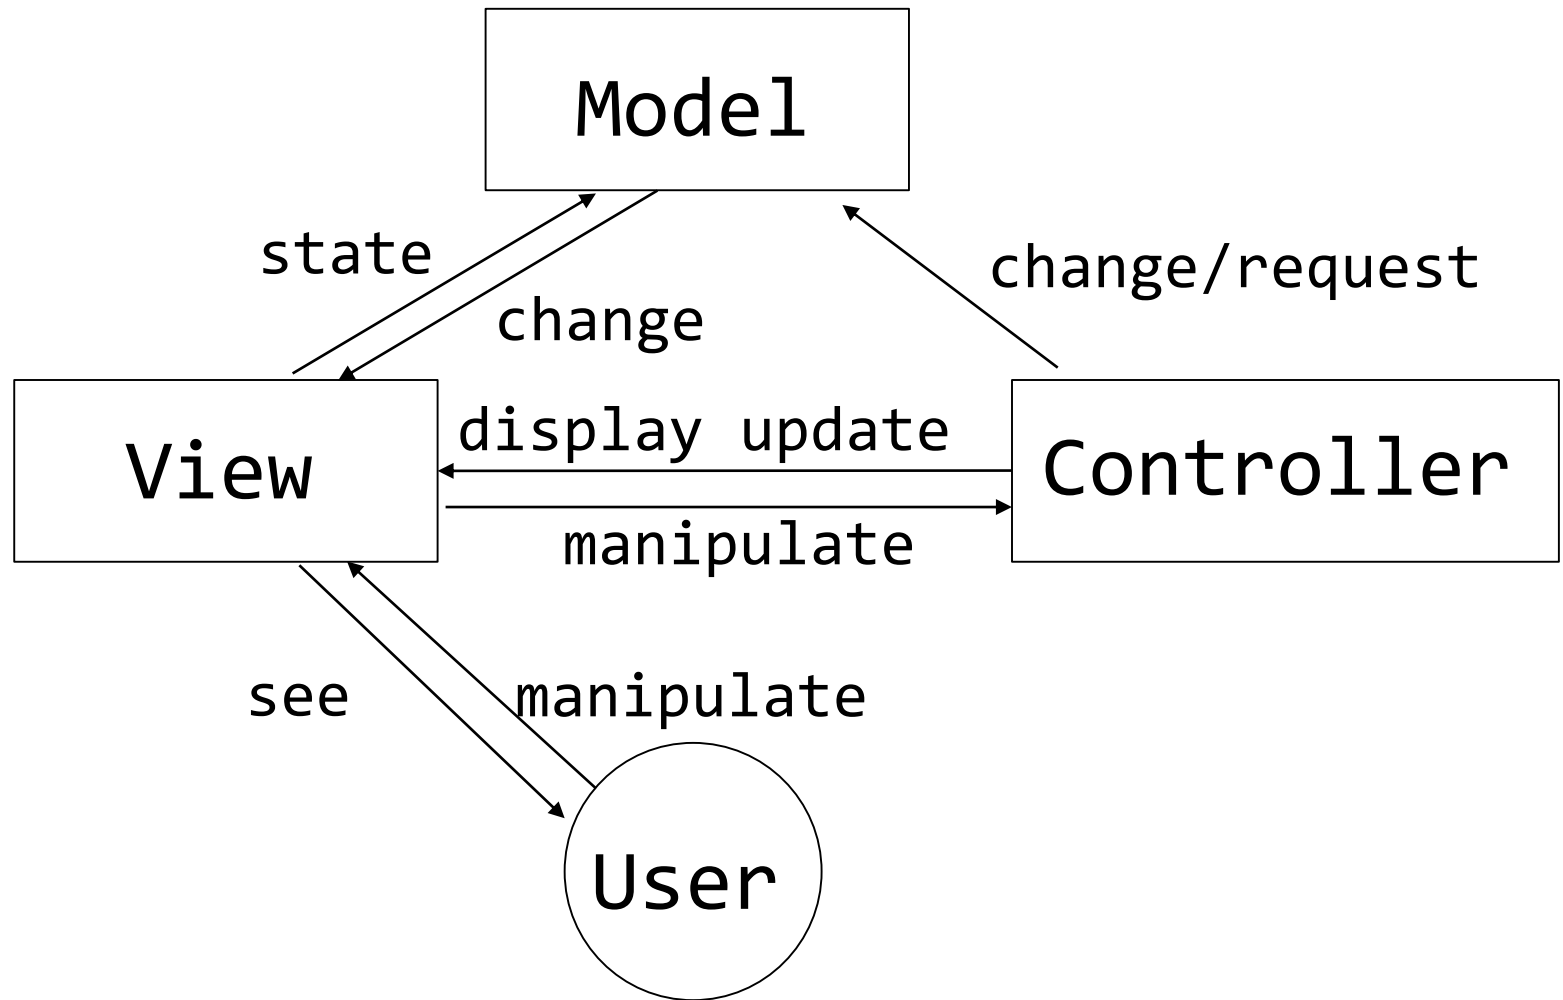 Model
state
change/request
change
display update
View
Controller
manipulate
see
manipulate
User